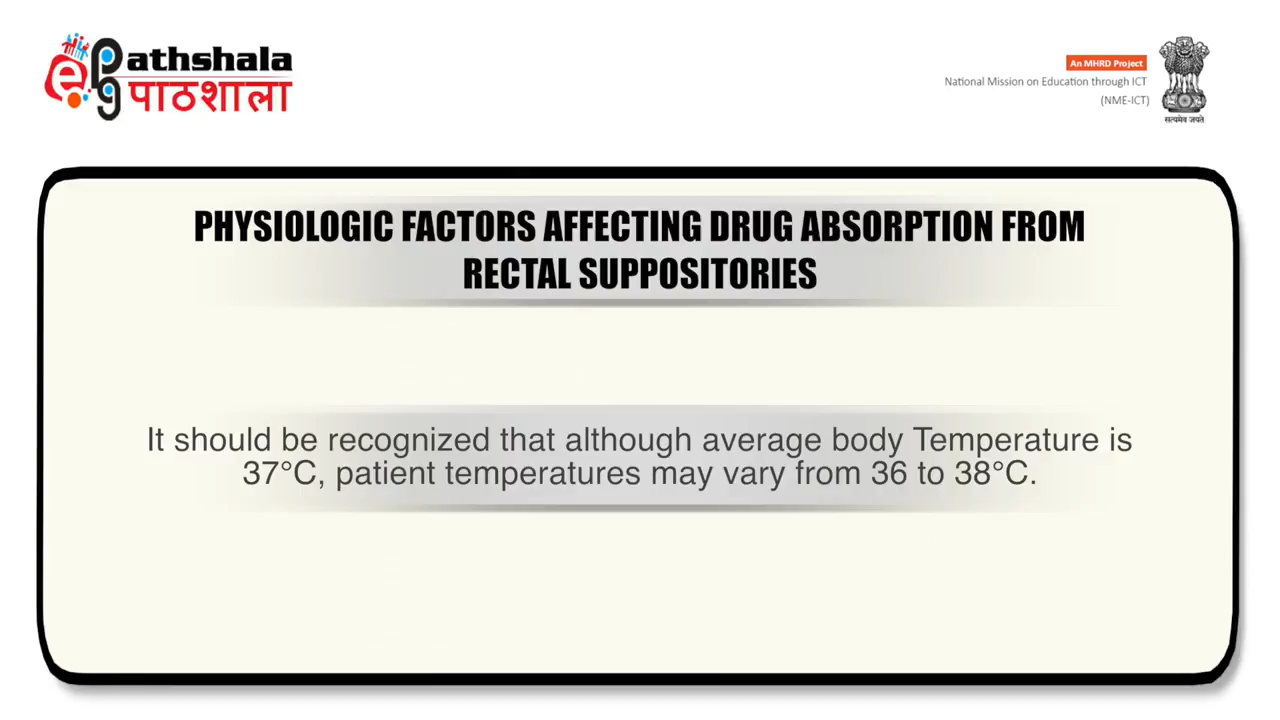 epg Pathshala
पाठशाला
An MHRD Project
National Mission on Education through ICT
(NME-ICT)
सत्यमेव जयते
PHYSIOLOGIC FACTORS AFFECTING DRUG ABSORPTION FROM
RECTAL SUPPOSITORIES
It should be recognized that although average body Temperature is
37°C, patient temperatures may vary from 36 to 38°C.